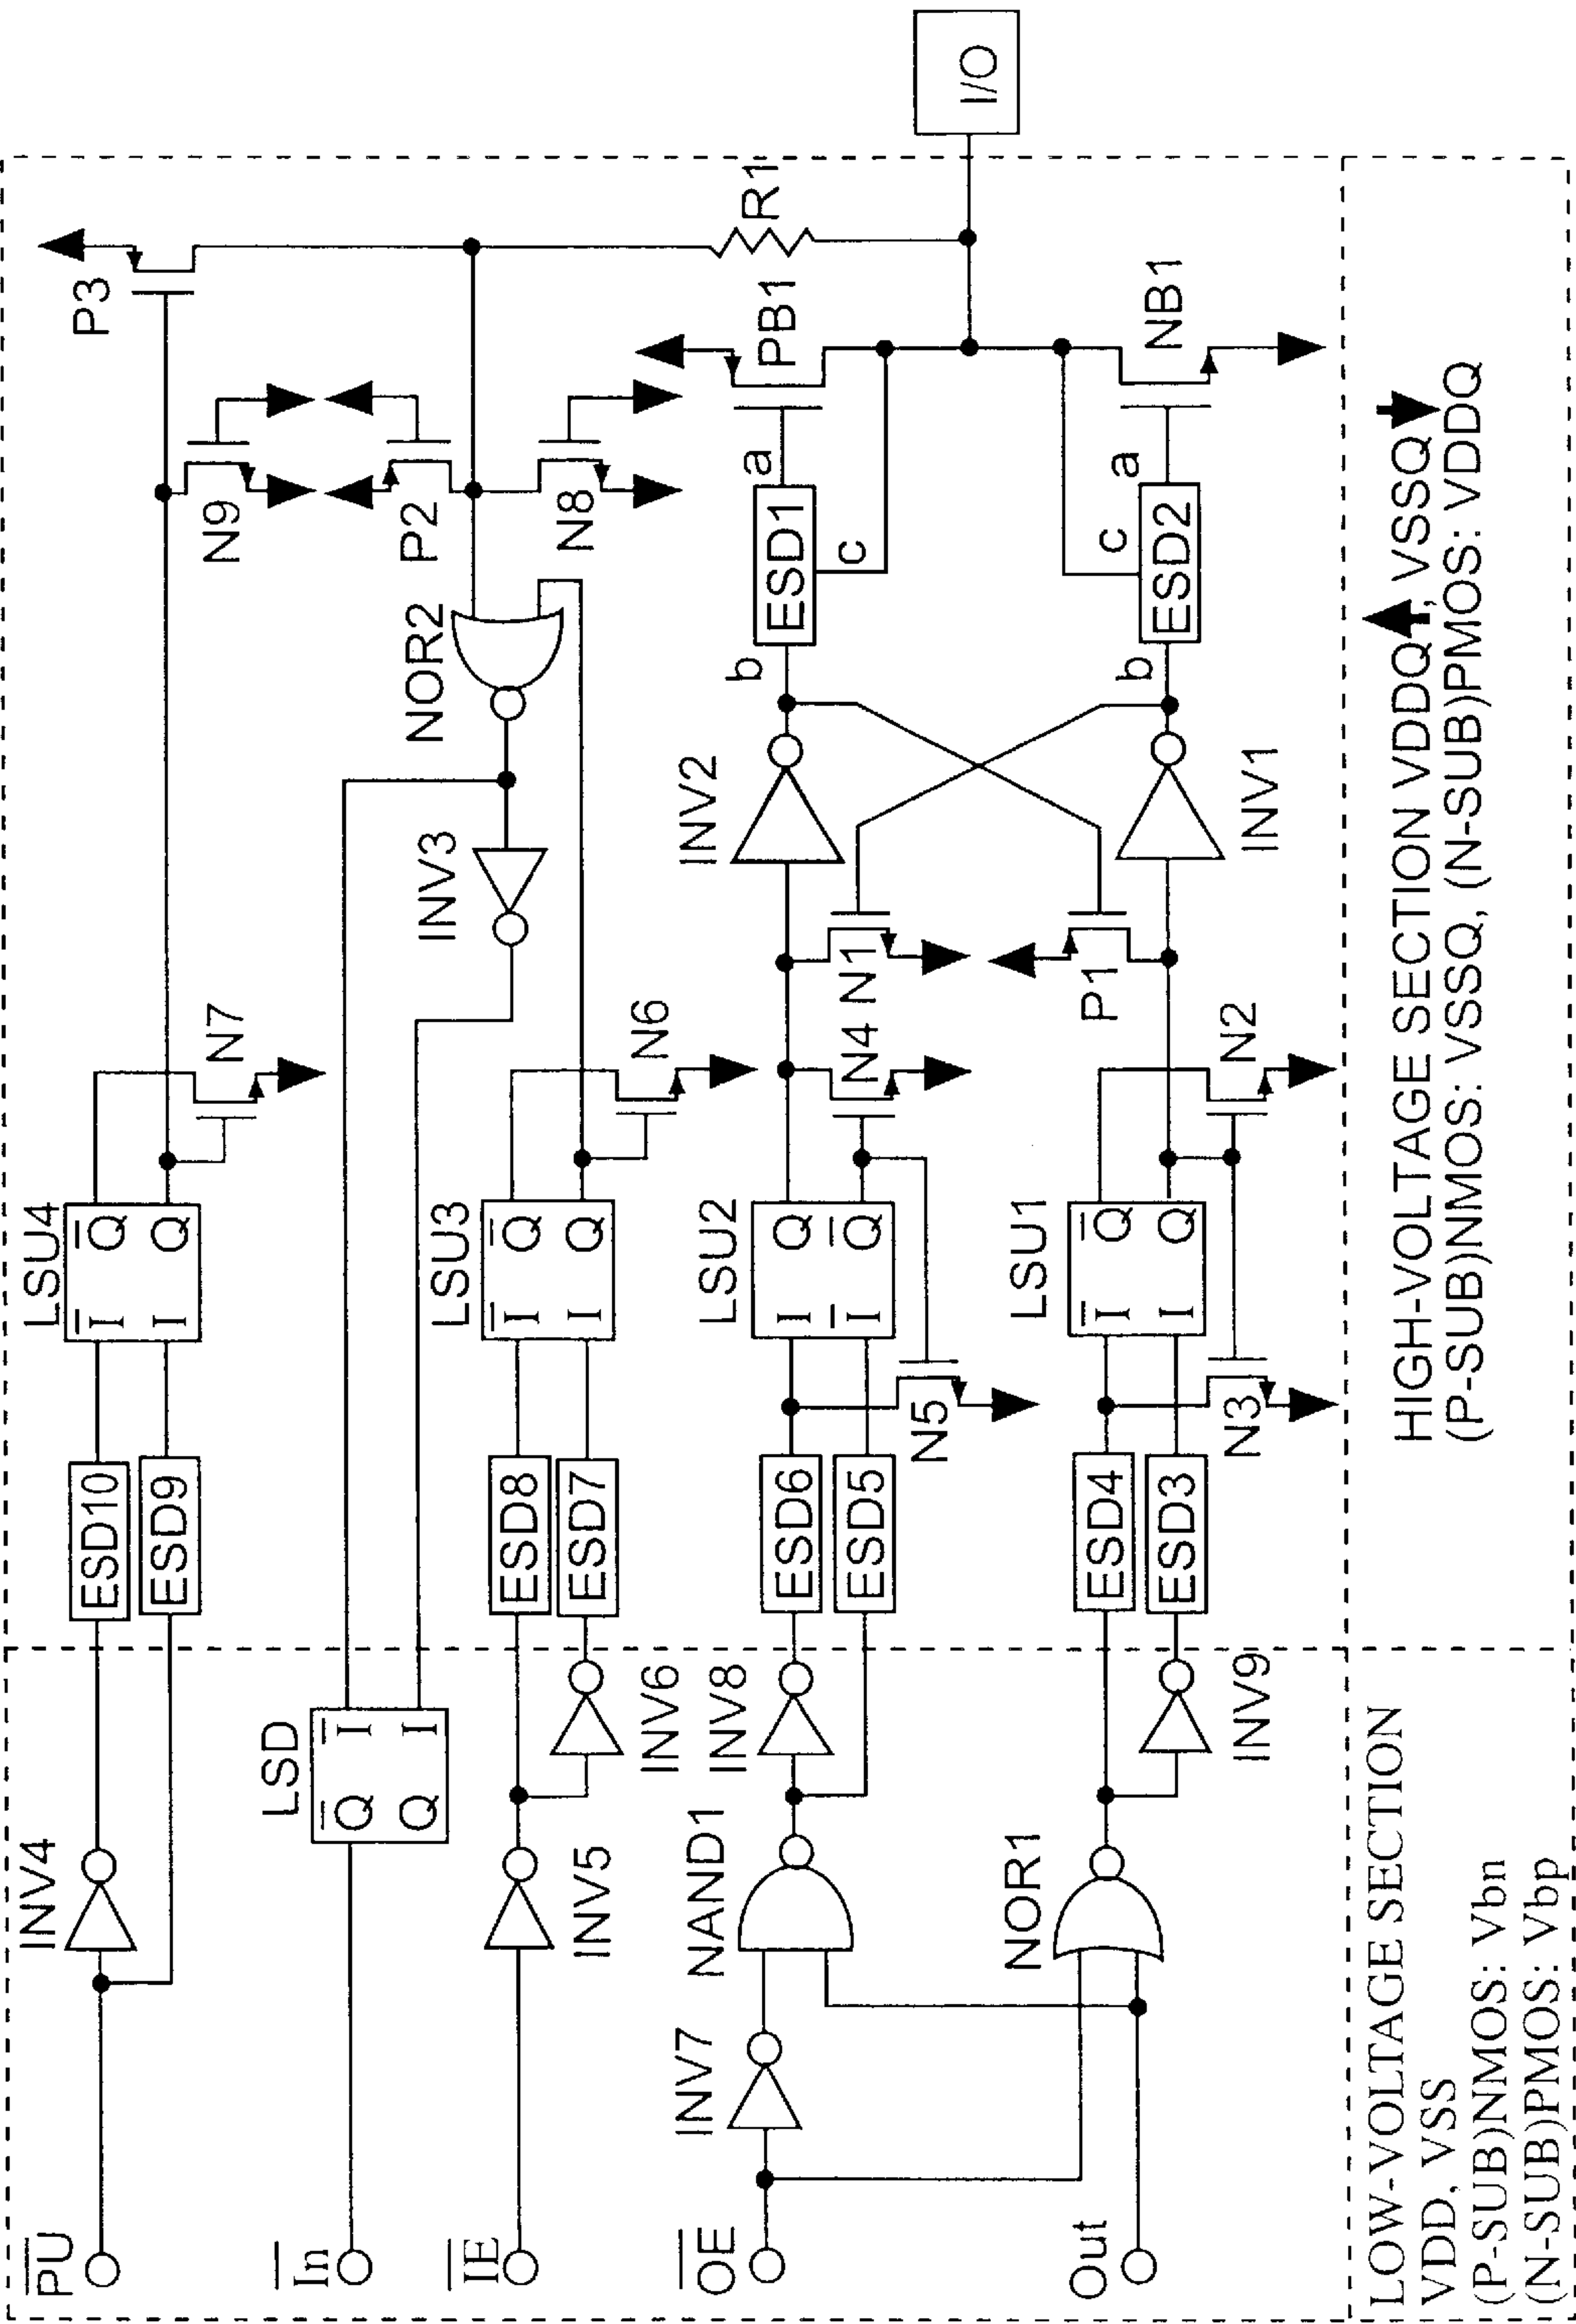 I/O
P3
R1
PB1
NB1
N9
P2
N8
a
a
ESD1
c
c
ESD2
NOR2
b
b
INV3
INV2
INV1
N7
N6
N1
N4
P1
N2
LSU4
I̅ Q̅
I Q
LSU3
I̅ Q̅
I Q
LSU2
I Q
I̅ Q̅
LSU1
I̅ Q̅
I Q
N5
N3
ESD10
ESD9
ESD8
ESD7
ESD6
ESD5
ESD4
ESD3
LSD
Q̅ I̅
Q I
INV6
INV8
INV9
INV4
INV5
NAND1
NOR1
INV7
P̅U̅
I̅n̅
I̅E̅
O̅E̅
Out
HIGH-VOLTAGE SECTION VDDQ, VSSQ
(P-SUB)NMOS: VSSQ, (N-SUB)PMOS: VDDQ
LOW-VOLTAGE SECTION
VDD, VSS
(P-SUB)NMOS: Vbn
(N-SUB)PMOS: Vbp